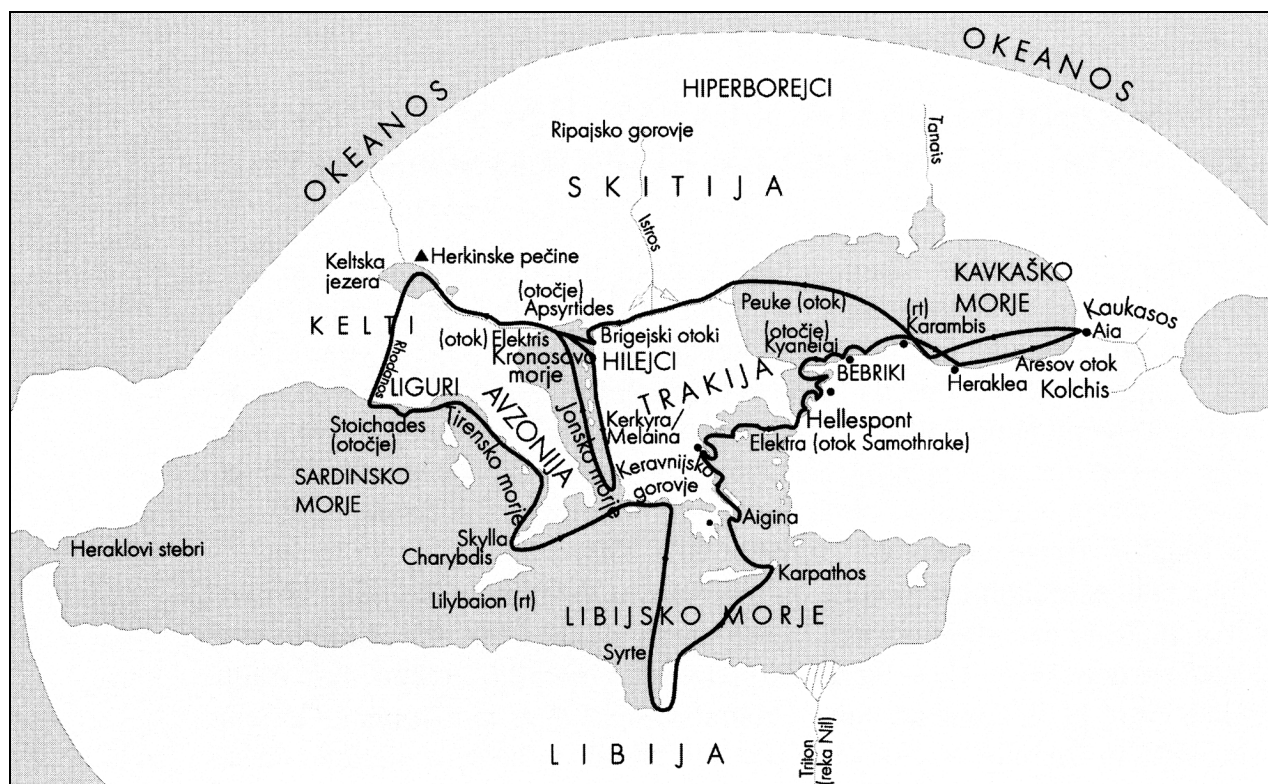 OKEANOS
OKEANOS
HIPERBOREJCI
Ripajsko gorovje
Tanais
SKITIJA
Istros
Herkinske pečine
Keltska
jezera
(otočje)
Apsyrtides
KAVKAŠKO
MORJE
Peuke (otok)
(rt)
Karambis
Kaukasos
Aia
KELTI
(otok) Elektris
Brigejski otoki
(otočje)
Kyaneiai
Kronosovo
morje
HILEJCI
BEBRIKI
Aresov otok
Heraklea
Kolchis
Rhodanos
LIGURI
AVZONIJA
TRAKIJA
Stoichades
(otočje)
Tirensko morje
Jonsko morje
Kerkyra/
Melaina
Hellespont
Elektra (otok Samothrake)
SARDINSKO
MORJE
Keravnijsko
gorovje
Aigina
Heraklovi stebri
Skylla
Charybdis
Karpathos
Lilybaion (rt)
LIBIJSKO MORJE
Syrte
LIBIJA
Triton
(reka Nil)